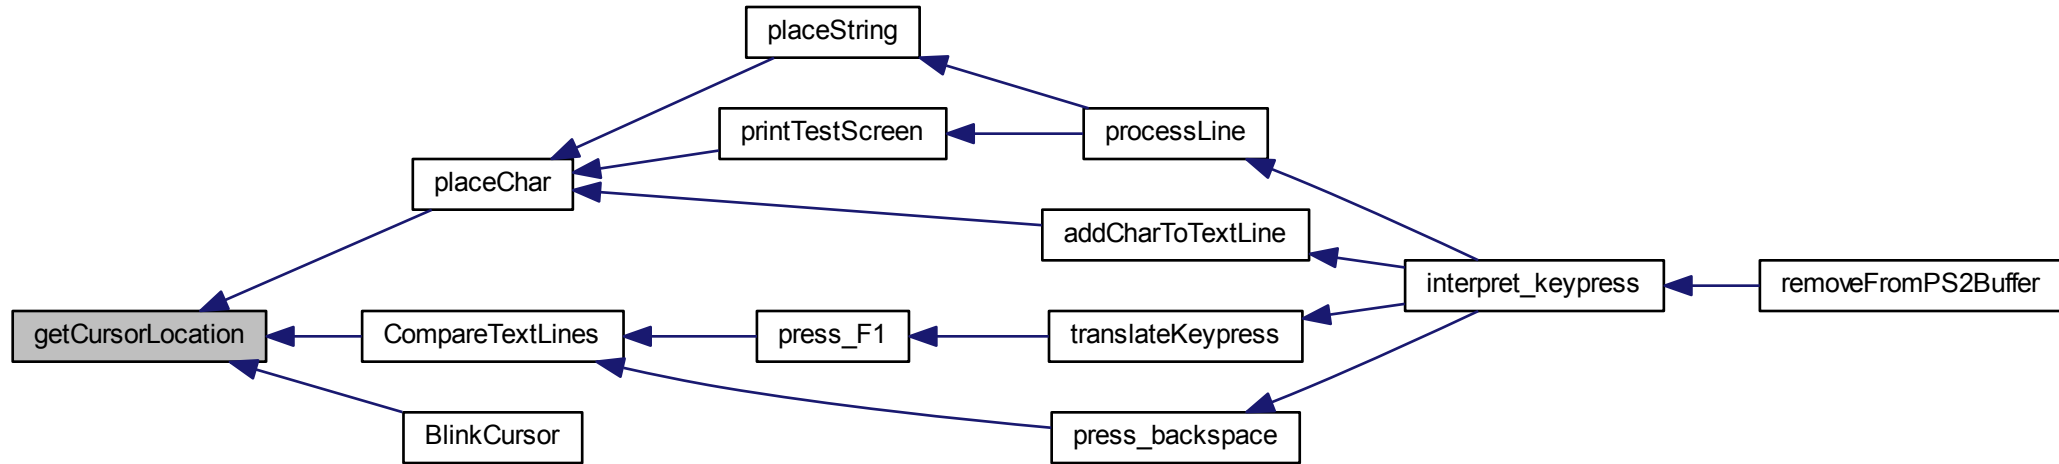 placeString
printTestScreen
processLine
placeChar
addCharToTextLine
interpret_keypress
removeFromPS2Buffer
getCursorLocation
CompareTextLines
press_F1
translateKeypress
BlinkCursor
press_backspace